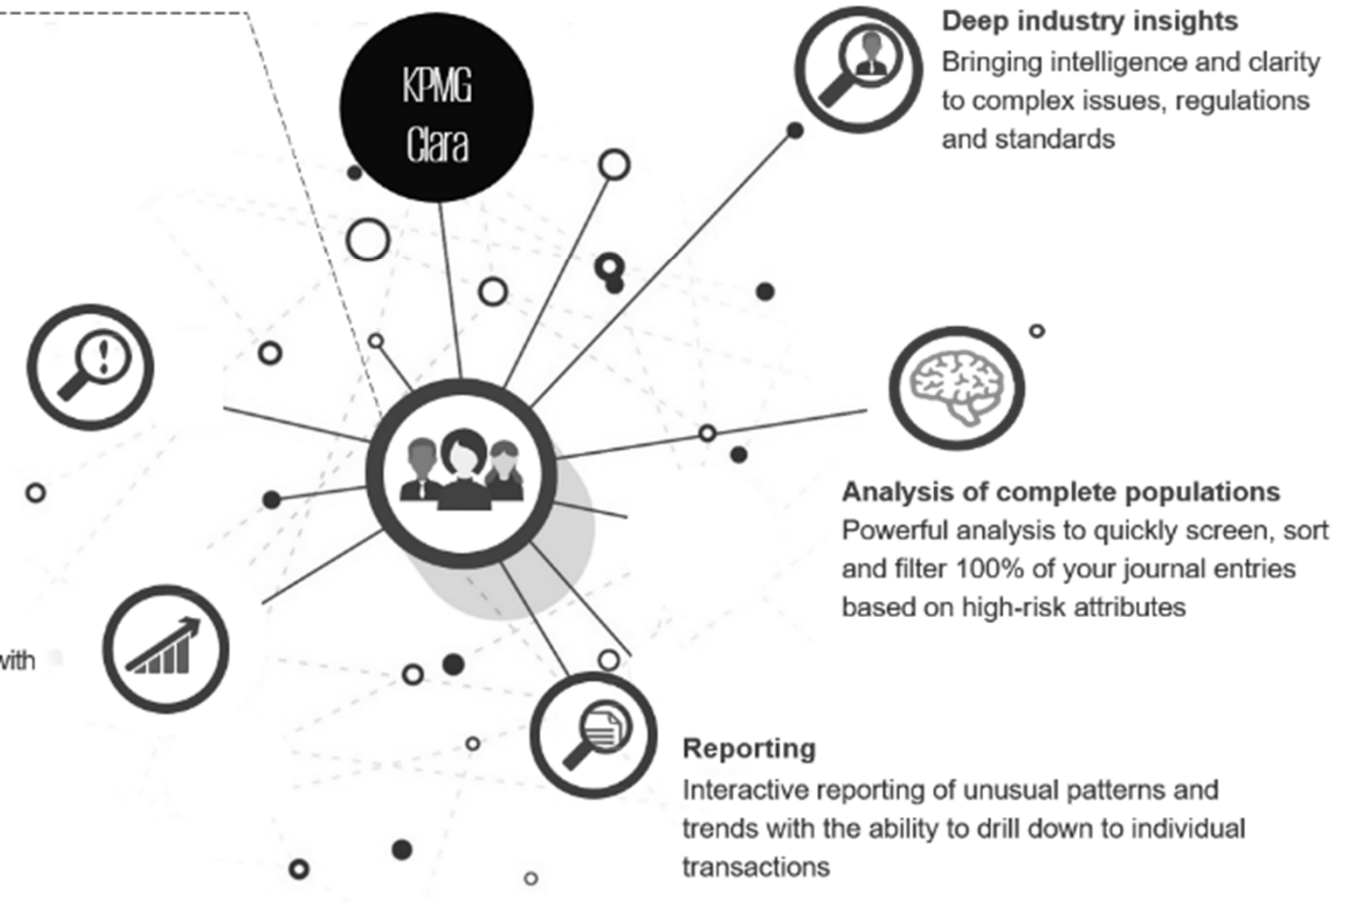 KPMG
Clara
Deep industry insights
Bringing intelligence and clarity
to complex issues, regulations
and standards
Analysis of complete populations
Powerful analysis to quickly screen, sort
and filter 100% of your journal entries
based on high-risk attributes
with
Reporting
Interactive reporting of unusual patterns and
trends with the ability to drill down to individual
transactions